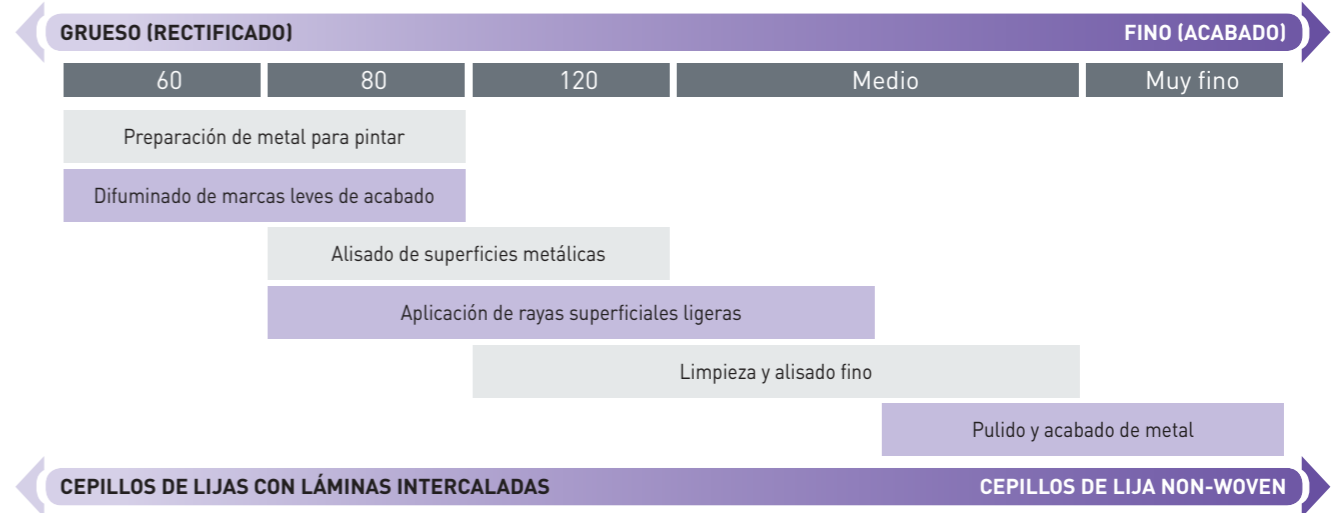 GRUESO (RECTIFICADO) FINO (ACABADO)
60 80 120 Medio Muy fino
Preparación de metal para pintar
Difuminado de marcas leves de acabado
Alisado de superficies metálicas
Aplicación de rayas superficiales ligeras
Limpieza y alisado fino
Pulido y acabado de metal
CEPILLOS DE LIJAS CON LÁMINAS INTERCALADAS CEPILLOS DE LIJA NON-WOVEN